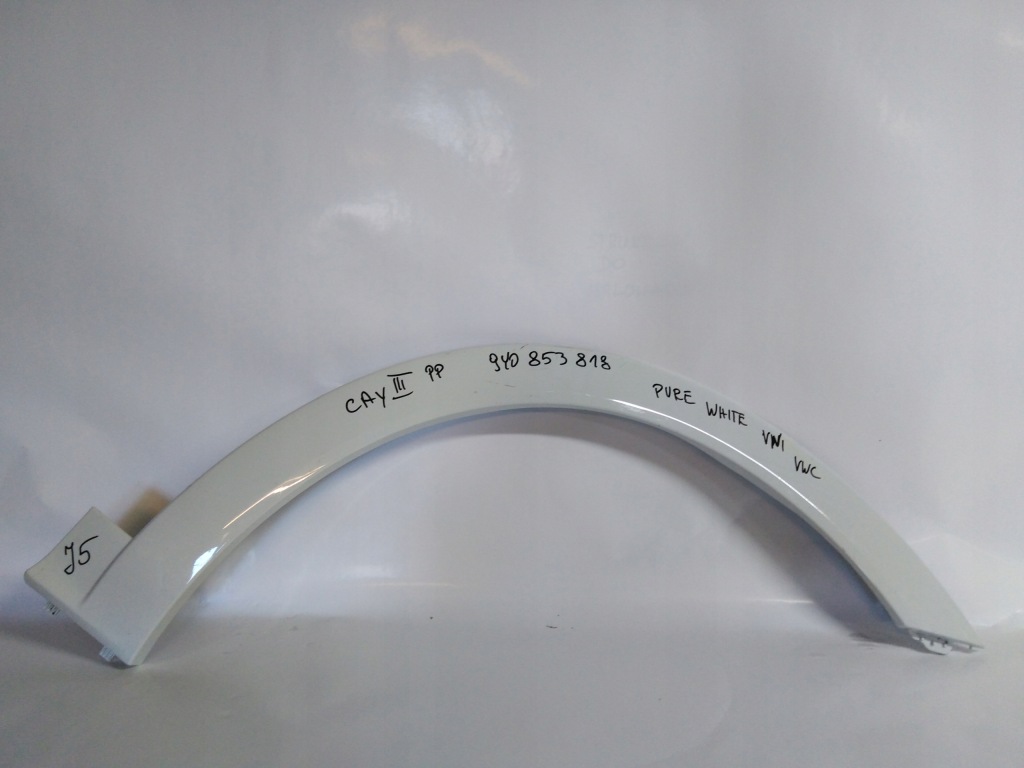 CAY III PP 9Y0 853 818
PURE WHITE VW1 VWC
J5